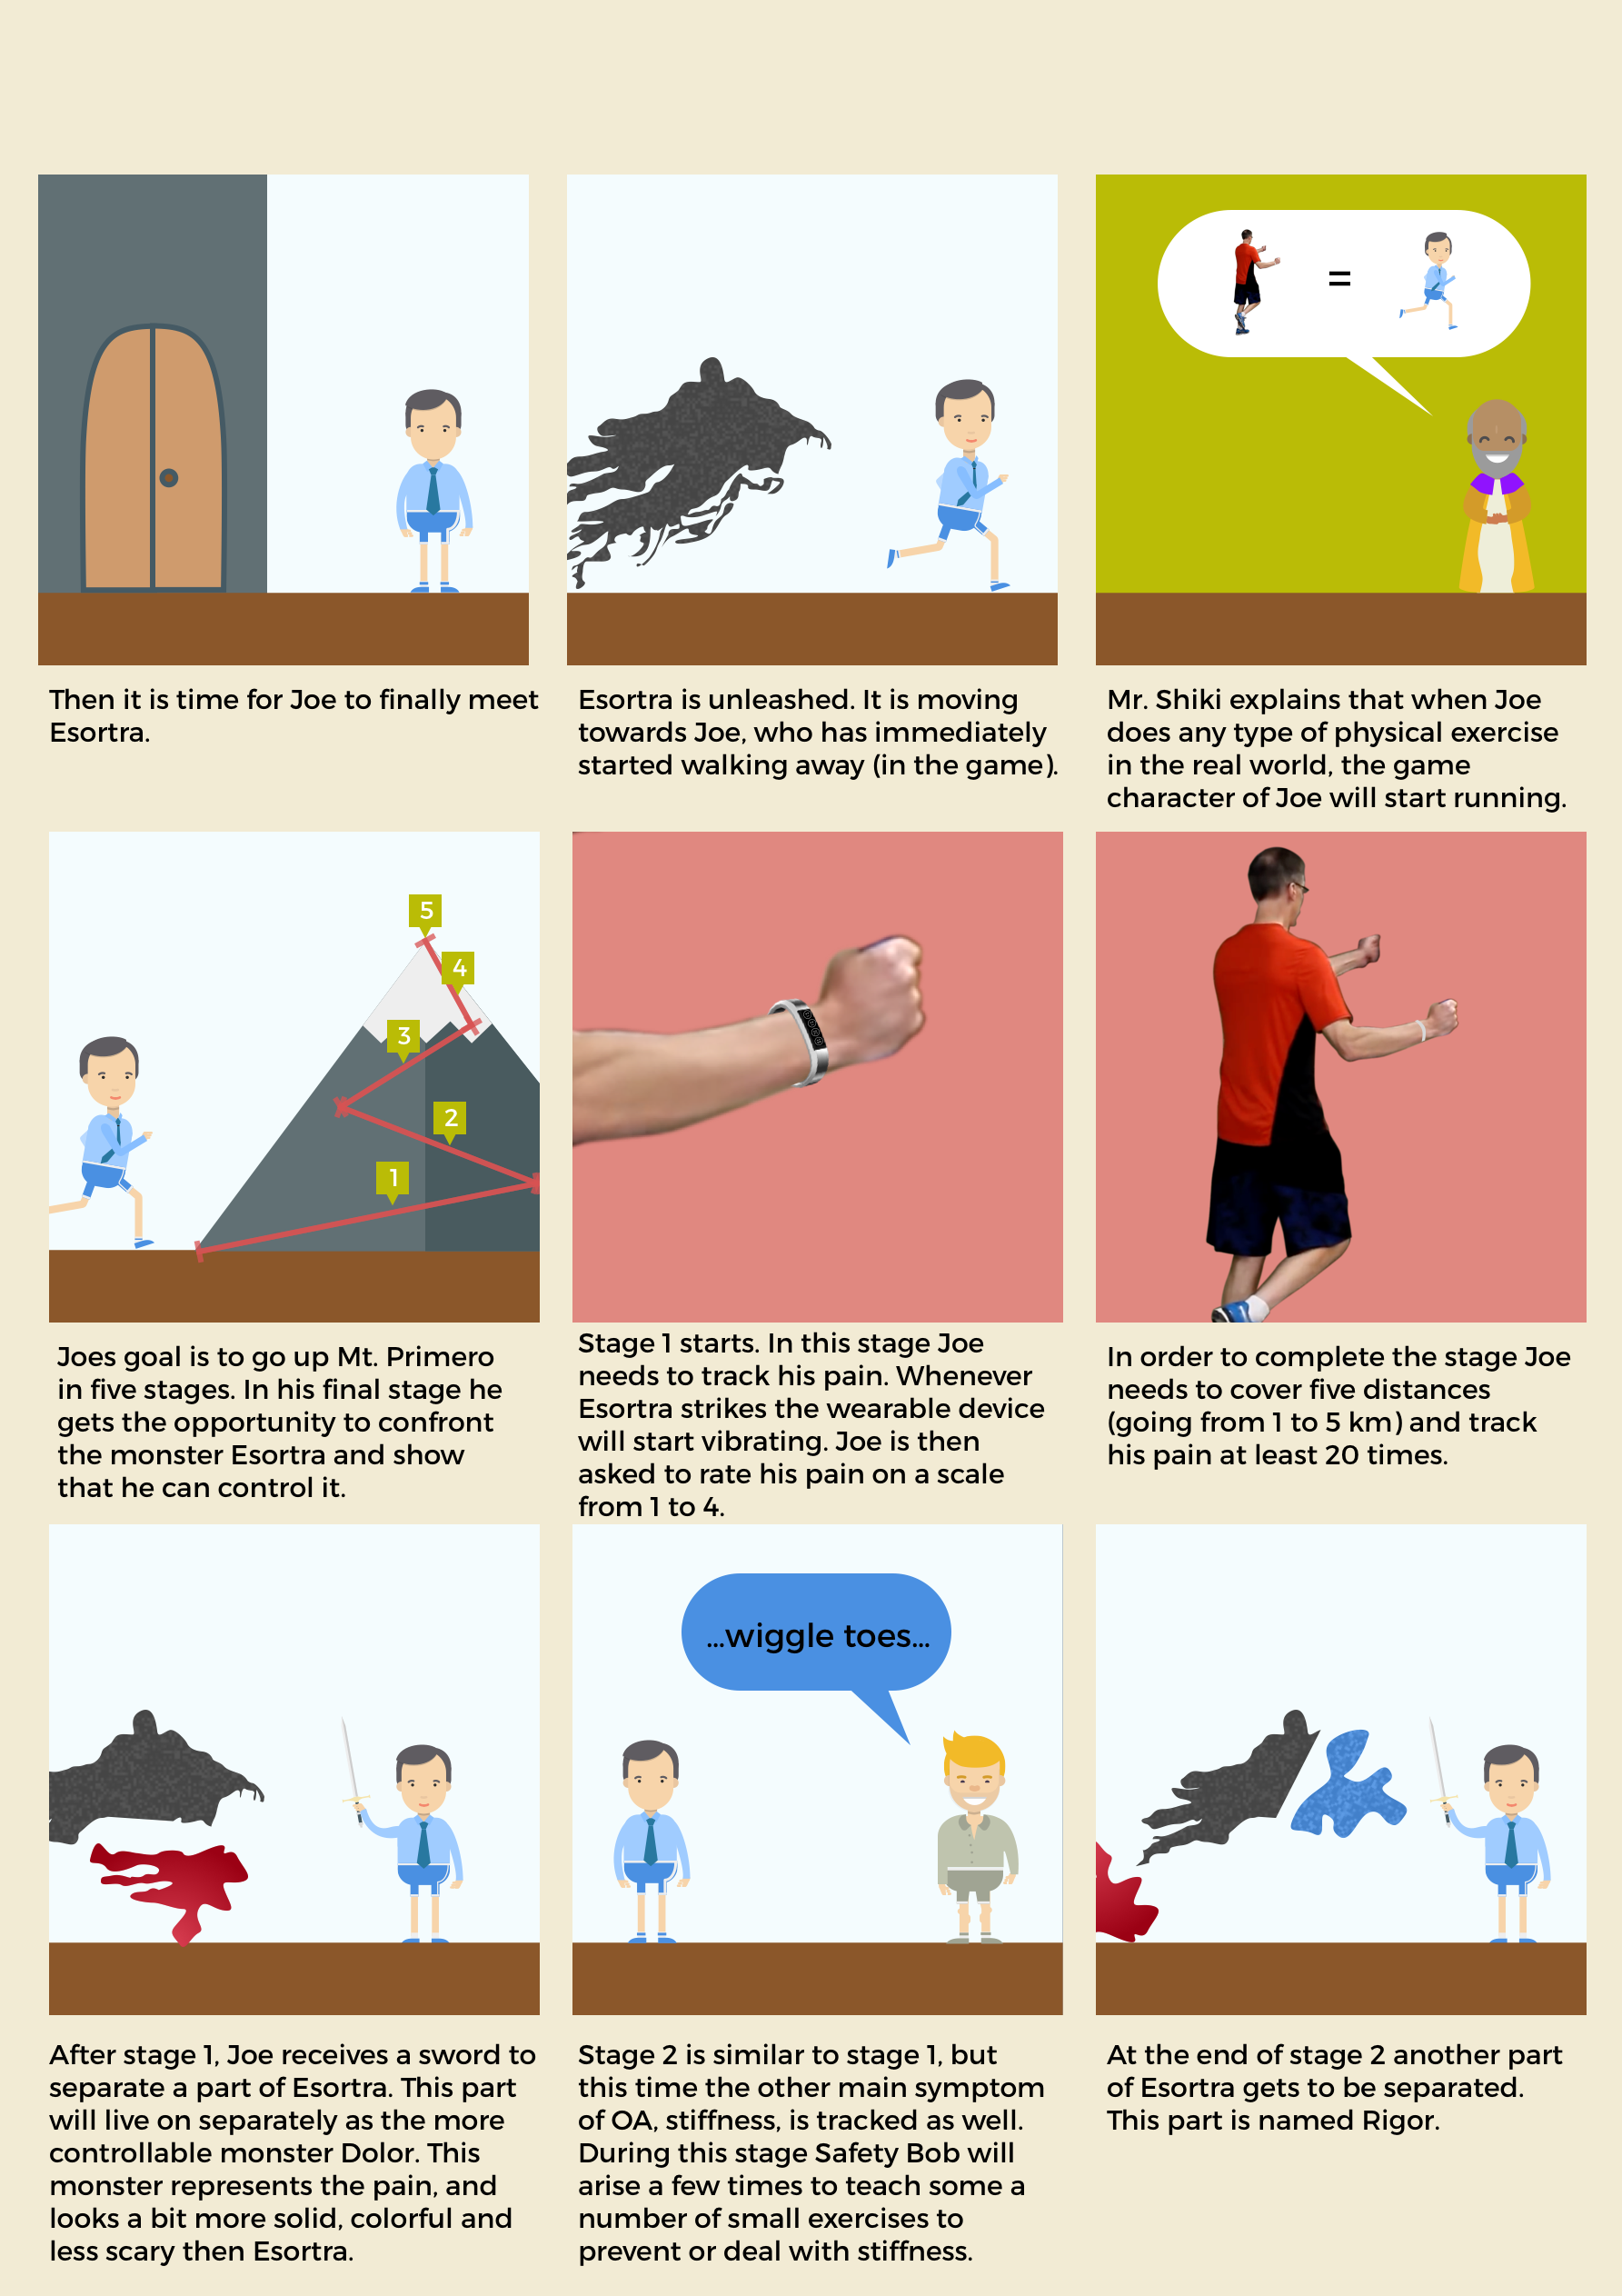 =
Then it is time for Joe to finally meet
Esortra.
Esortra is unleashed. It is moving
towards Joe, who has immediately
started walking away (in the game).
Mr. Shiki explains that when Joe
does any type of physical exercise
in the real world, the game
character of Joe will start running.
5
4
3
2
1
Joes goal is to go up Mt. Primero
in five stages. In his final stage he
gets the opportunity to confront
the monster Esortra and show
that he can control it.
Stage 1 starts. In this stage Joe
needs to track his pain. Whenever
Esortra strikes the wearable device
will start vibrating. Joe is then
asked to rate his pain on a scale
from 1 to 4.
In order to complete the stage Joe
needs to cover five distances
(going from 1 to 5 km) and track
his pain at least 20 times.
...wiggle toes...
After stage 1, Joe receives a sword to
separate a part of Esortra. This part
will live on separately as the more
controllable monster Dolor. This
monster represents the pain, and
looks a bit more solid, colorful and
less scary then Esortra.
Stage 2 is similar to stage 1, but
this time the other main symptom
of OA, stiffness, is tracked as well.
During this stage Safety Bob will
arise a few times to teach some a
number of small exercises to
prevent or deal with stiffness.
At the end of stage 2 another part
of Esortra gets to be separated.
This part is named Rigor.